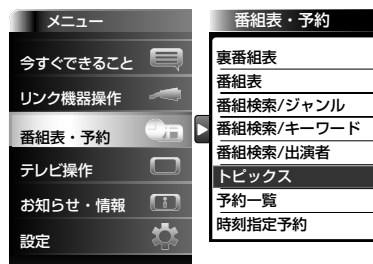 メニュー
今すぐできること
リンク機器操作
番組表・予約
テレビ操作
お知らせ・情報
設定
番組表・予約
裏番組表
番組表
番組検索/ジャンル
番組検索/キーワード
番組検索/出演者
トピックス
予約一覧
時刻指定予約